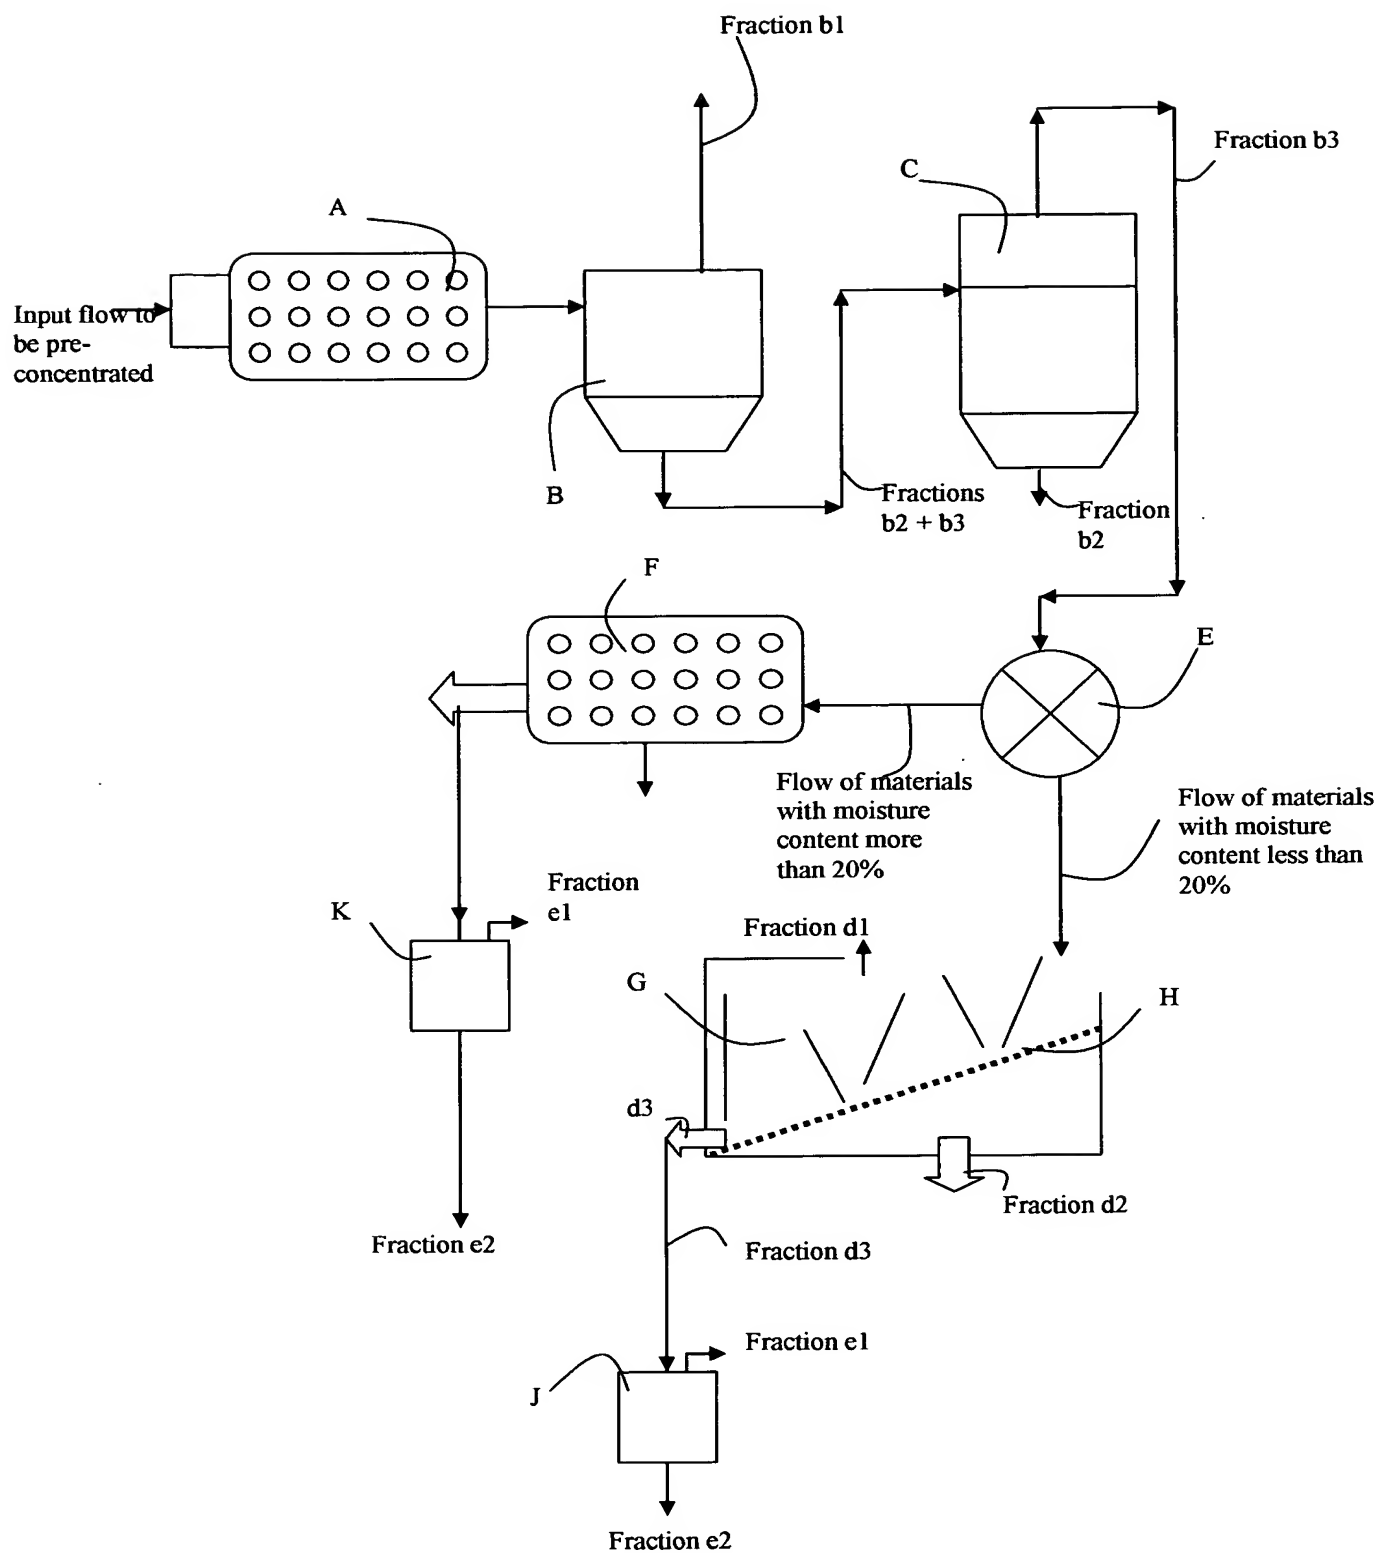 Fraction b1
Fraction b3
C
A
Input flow to
be pre-
concentrated
B
Fractions
b2 + b3
Fraction
b2
F
E
Flow of materials
with moisture
content more
than 20%
Flow of materials
with moisture
content less than
20%
Fraction
e1
K
Fraction d1
G
H
d3
Fraction d2
Fraction e2
Fraction d3
Fraction e1
J
Fraction e2